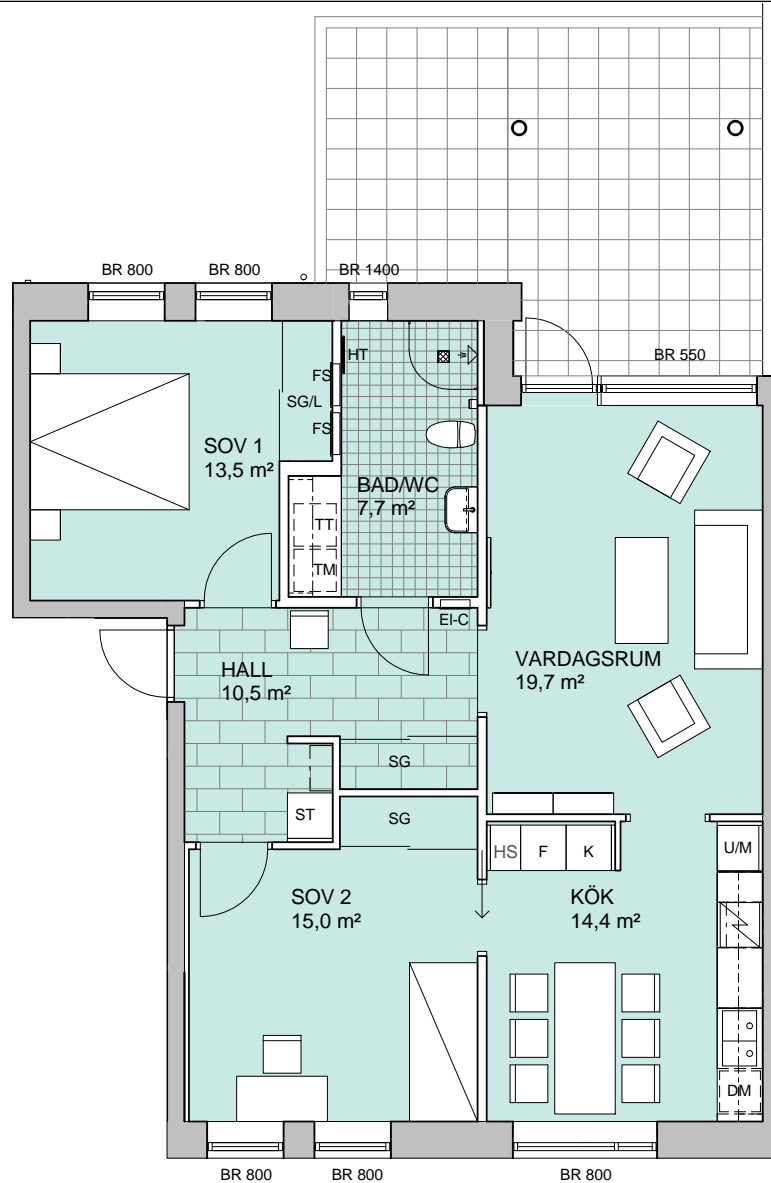 BR 800
BR 800
BR 1400
BR 550
HT
FS
SG/L
FS
SOV 1
13,5 m²
BAD/WC
7,7 m²
TT
TM
EI-C
HALL
10,5 m²
VARDAGSRUM
19,7 m²
SG
ST
SG
HS
F
K
U/M
SOV 2
15,0 m²
KÖK
14,4 m²
DM
BR 800
BR 800
BR 800